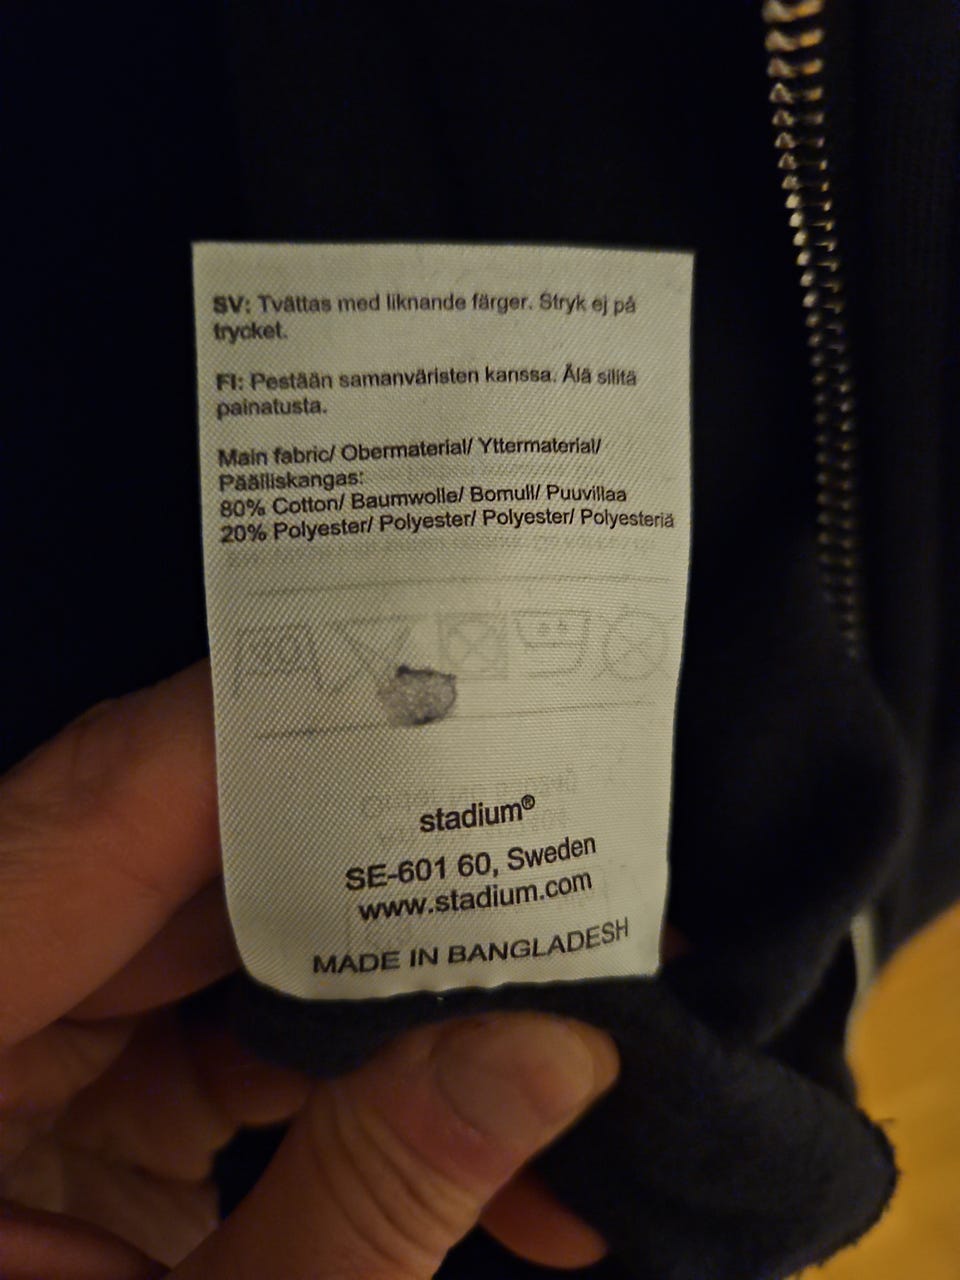 SV: Tvättas med liknande färger. Stryk ej på
trycket.
FI: Pestään samanväristen kanssa. Älä silitä
painatusta.
Main fabric/ Obermaterial/ Yttermaterial/
Päälliskangas:
80% Cotton/ Baumwolle/ Bomull/ Puuvillaa
20% Polyester/ Polyester/ Polyester/ Polyesteriä
stadium®
SE-601 60, Sweden
www.stadium.com
MADE IN BANGLADESH